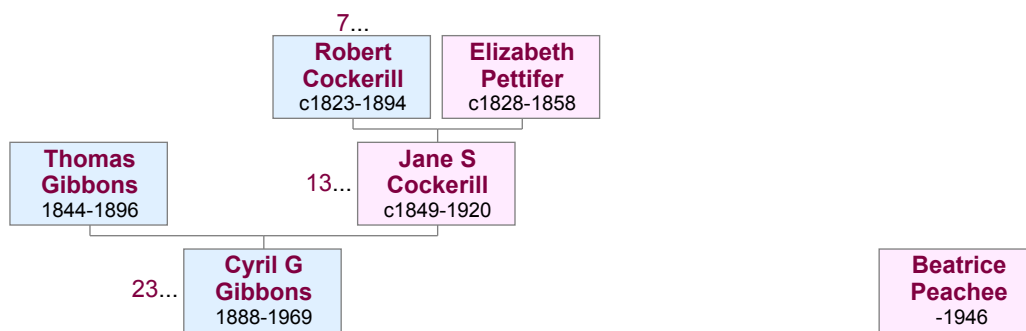 7...
Robert
Cockerill
c1823-1894
Elizabeth
Pettifer
c1828-1858
Thomas
Gibbons
1844-1896
13...
Jane S
Cockerill
c1849-1920
23...
Cyril G
Gibbons
1888-1969
Beatrice
Peachee
-1946